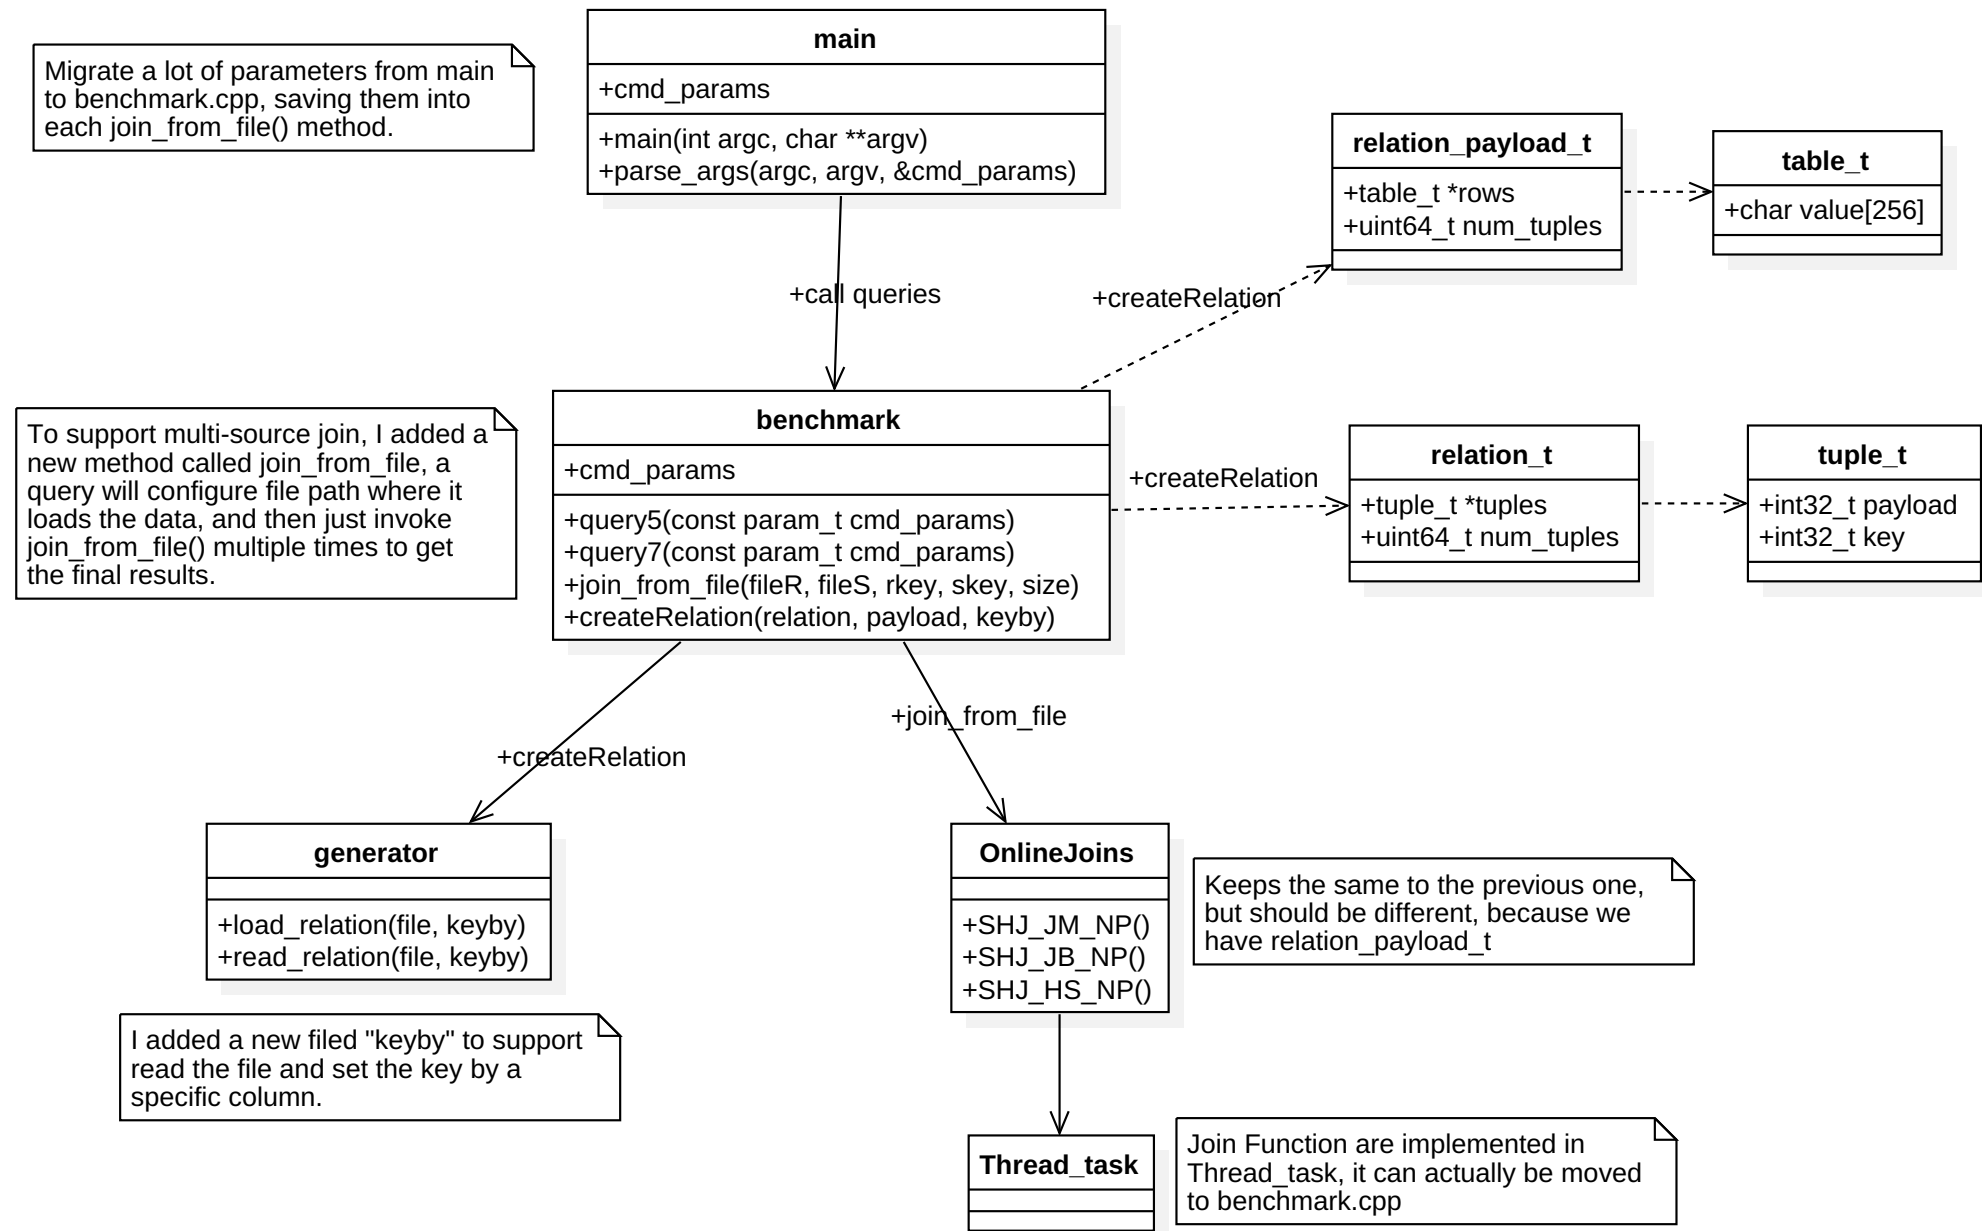 main
+cmd_params
+main(int argc, char **argv)
+parse_args(argc, argv, &cmd_params)
Migrate a lot of parameters from main
to benchmark.cpp, saving them into
each join_from_file() method.
relation_payload_t
+table_t *rows
+uint64_t num_tuples
table_t
+char value[256]
+call queries
+createRelation
benchmark
+cmd_params
+query5(const param_t cmd_params)
+query7(const param_t cmd_params)
+join_from_file(fileR, fileS, rkey, skey, size)
+createRelation(relation, payload, keyby)
To support multi-source join, I added a
new method called join_from_file, a
query will configure file path where it
loads the data, and then just invoke
join_from_file() multiple times to get
the final results.
+createRelation
relation_t
+tuple_t *tuples
+uint64_t num_tuples
tuple_t
+int32_t payload
+int32_t key
+createRelation
+join_from_file
generator
+load_relation(file, keyby)
+read_relation(file, keyby)
OnlineJoins
+SHJ_JM_NP()
+SHJ_JB_NP()
+SHJ_HS_NP()
Keeps the same to the previous one,
but should be different, because we
have relation_payload_t
I added a new filed "keyby" to support
read the file and set the key by a
specific column.
Thread_task
Join Function are implemented in
Thread_task, it can actually be moved
to benchmark.cpp